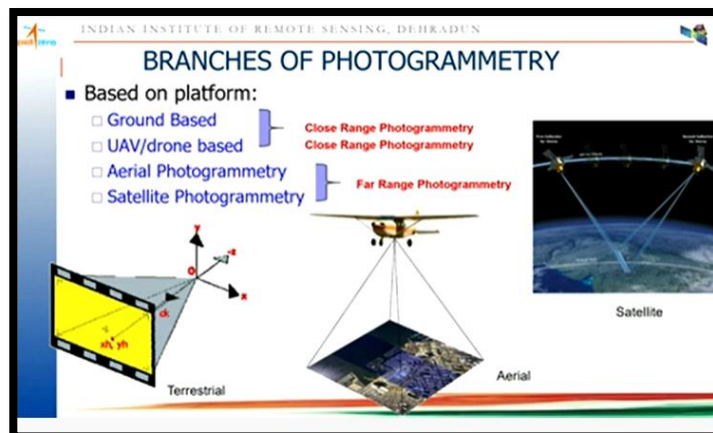 INDIAN INSTITUTE OF REMOTE SENSING, DEHRADUN
BRANCHES OF PHOTOGRAMMETRY
Based on platform:
Ground Based
Close Range Photogrammetry
UAV/drone based
Close Range Photogrammetry
Aerial Photogrammetry
Far Range Photogrammetry
Satellite Photogrammetry
y
-z
O
x
ck
xh, yh
Terrestrial
Aerial
Satellite